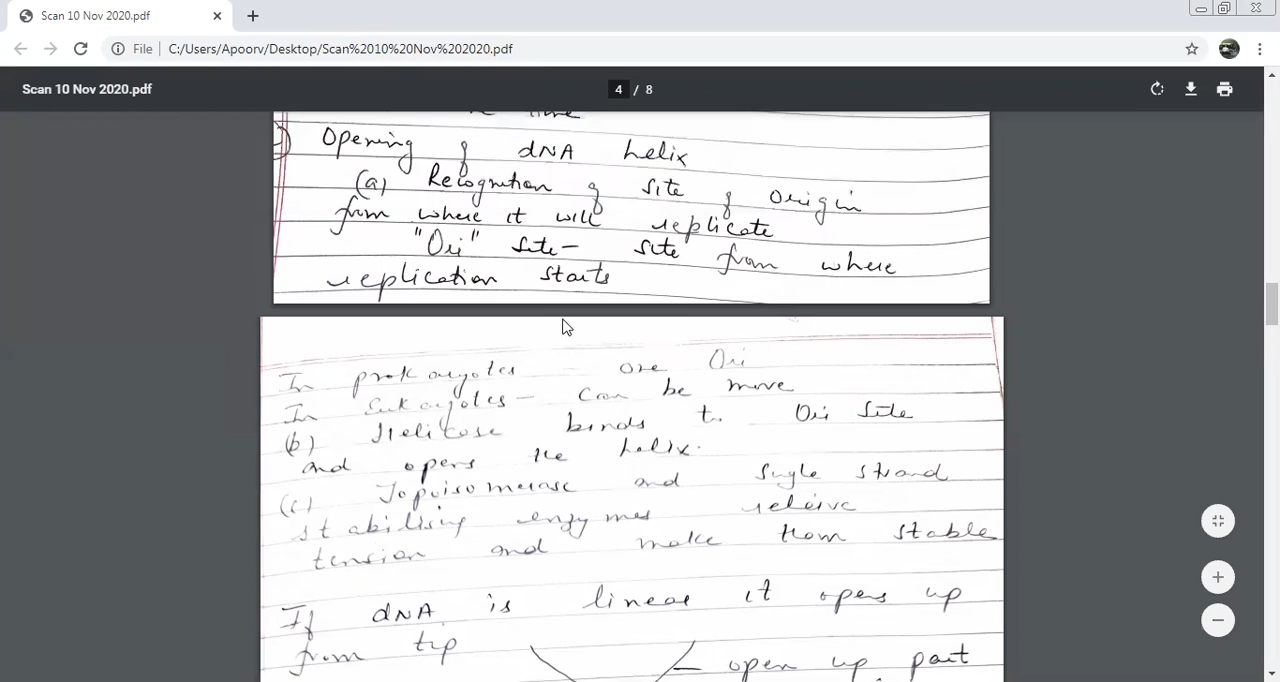 Scan 10 Nov 2020.pdf
File
C:/Users/Apoorv/Desktop/Scan%2010%20Nov%202020.pdf
Scan 10 Nov 2020.pdf
4 / 8
Opening of dNA helix
(a) Recognition of site of Origin
from where it will replicate
"Ori" site- site from where
replication starts
In prokaryotes - one Ori
In Eukaryotes - can be more
(b) Helicase binds to Ori Site
and opens the helix.
(c) Topoisomerase and single strand
stabilising enzymes releive
tension and make them stable
If dNA is linear it opens up
from tip
open up part